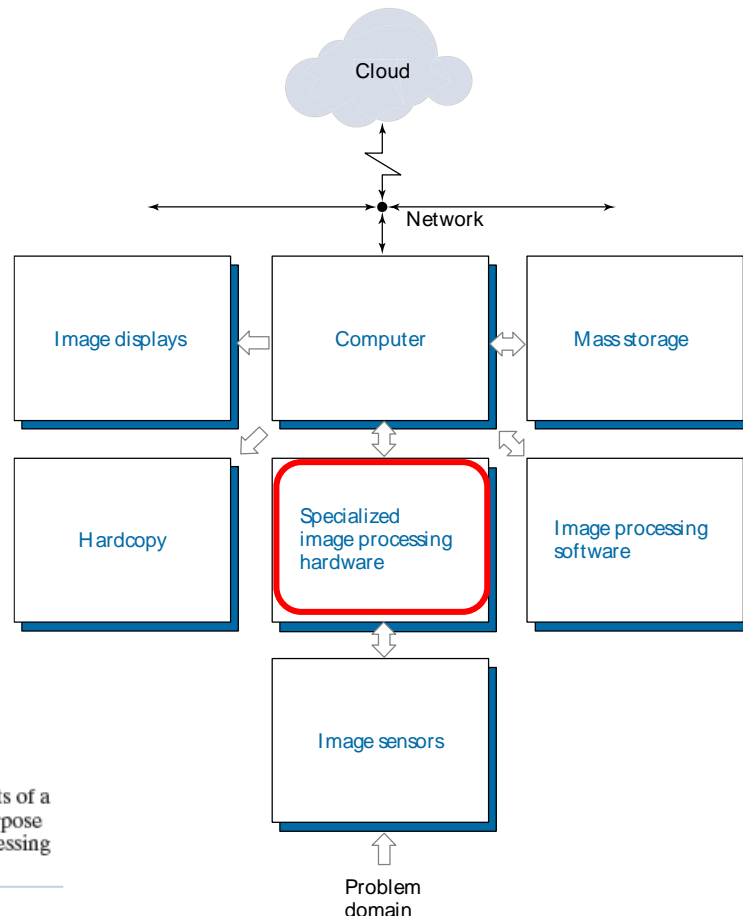 Cloud
Network
Image displays
Computer
Mass storage
Hardcopy
Specialized
image processing
hardware
Image processing
software
Image sensors
of a
Problem
domain